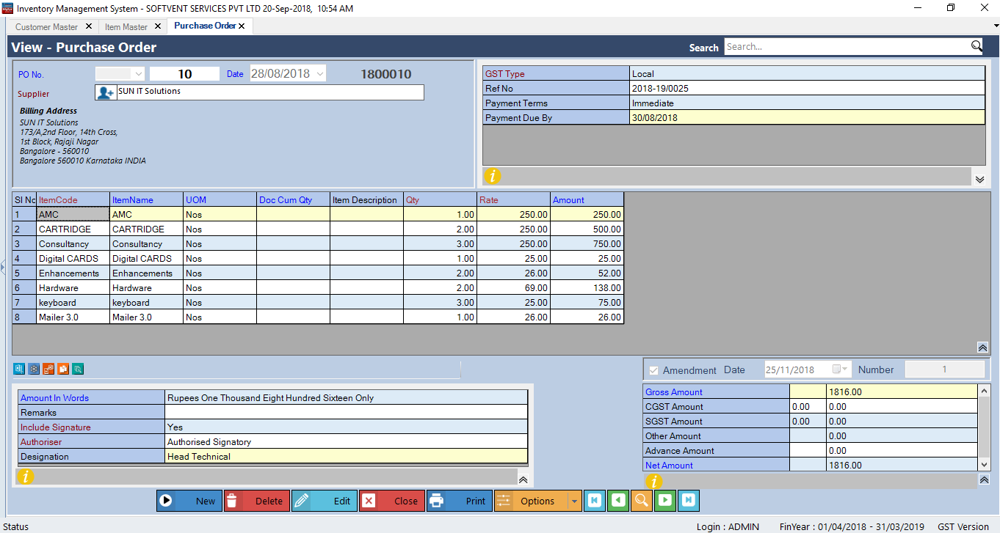 Inventory Management System - SOFTVENT SERVICES PVT LTD 20-Sep-2018, 10:54 AM
Customer Master Item Master Purchase Order
View - Purchase Order Search Search...
PO No. 10 Date 28/08/2018 1800010
Supplier SUN IT Solutions
Billing Address
SUN IT Solutions
173/A,2nd Floor, 14th Cross,
1st Block, Rajaji Nagar
Bangalore - 560010
Bangalore 560010 Karnataka INDIA
GST Type Local
Ref No 2018-19/0025
Payment Terms Immediate
Payment Due By 30/08/2018
Sl No ItemCode ItemName UOM Doc Cum Qty Item Description Qty Rate Amount
1 AMC AMC Nos 1.00 250.00 250.00
2 CARTRIDGE CARTRIDGE Nos 2.00 250.00 500.00
3 Consultancy Consultancy Nos 3.00 250.00 750.00
4 Digital CARDS Digital CARDS Nos 1.00 25.00 25.00
5 Enhancements Enhancements Nos 2.00 26.00 52.00
6 Hardware Hardware Nos 2.00 69.00 138.00
7 keyboard keyboard Nos 3.00 25.00 75.00
8 Mailer 3.0 Mailer 3.0 Nos 1.00 26.00 26.00
Amendment Date 25/11/2018 Number 1
Amount In Words Rupees One Thousand Eight Hundred Sixteen Only
Remarks
Include Signature Yes
Authoriser Authorised Signatory
Designation Head Technical
Gross Amount 1816.00
CGST Amount 0.00 0.00
SGST Amount 0.00 0.00
Other Amount 0.00
Advance Amount 0.00
Net Amount 1816.00
New Delete Edit Close Print Options
Status Login : ADMIN FinYear : 01/04/2018 - 31/03/2019 GST Version